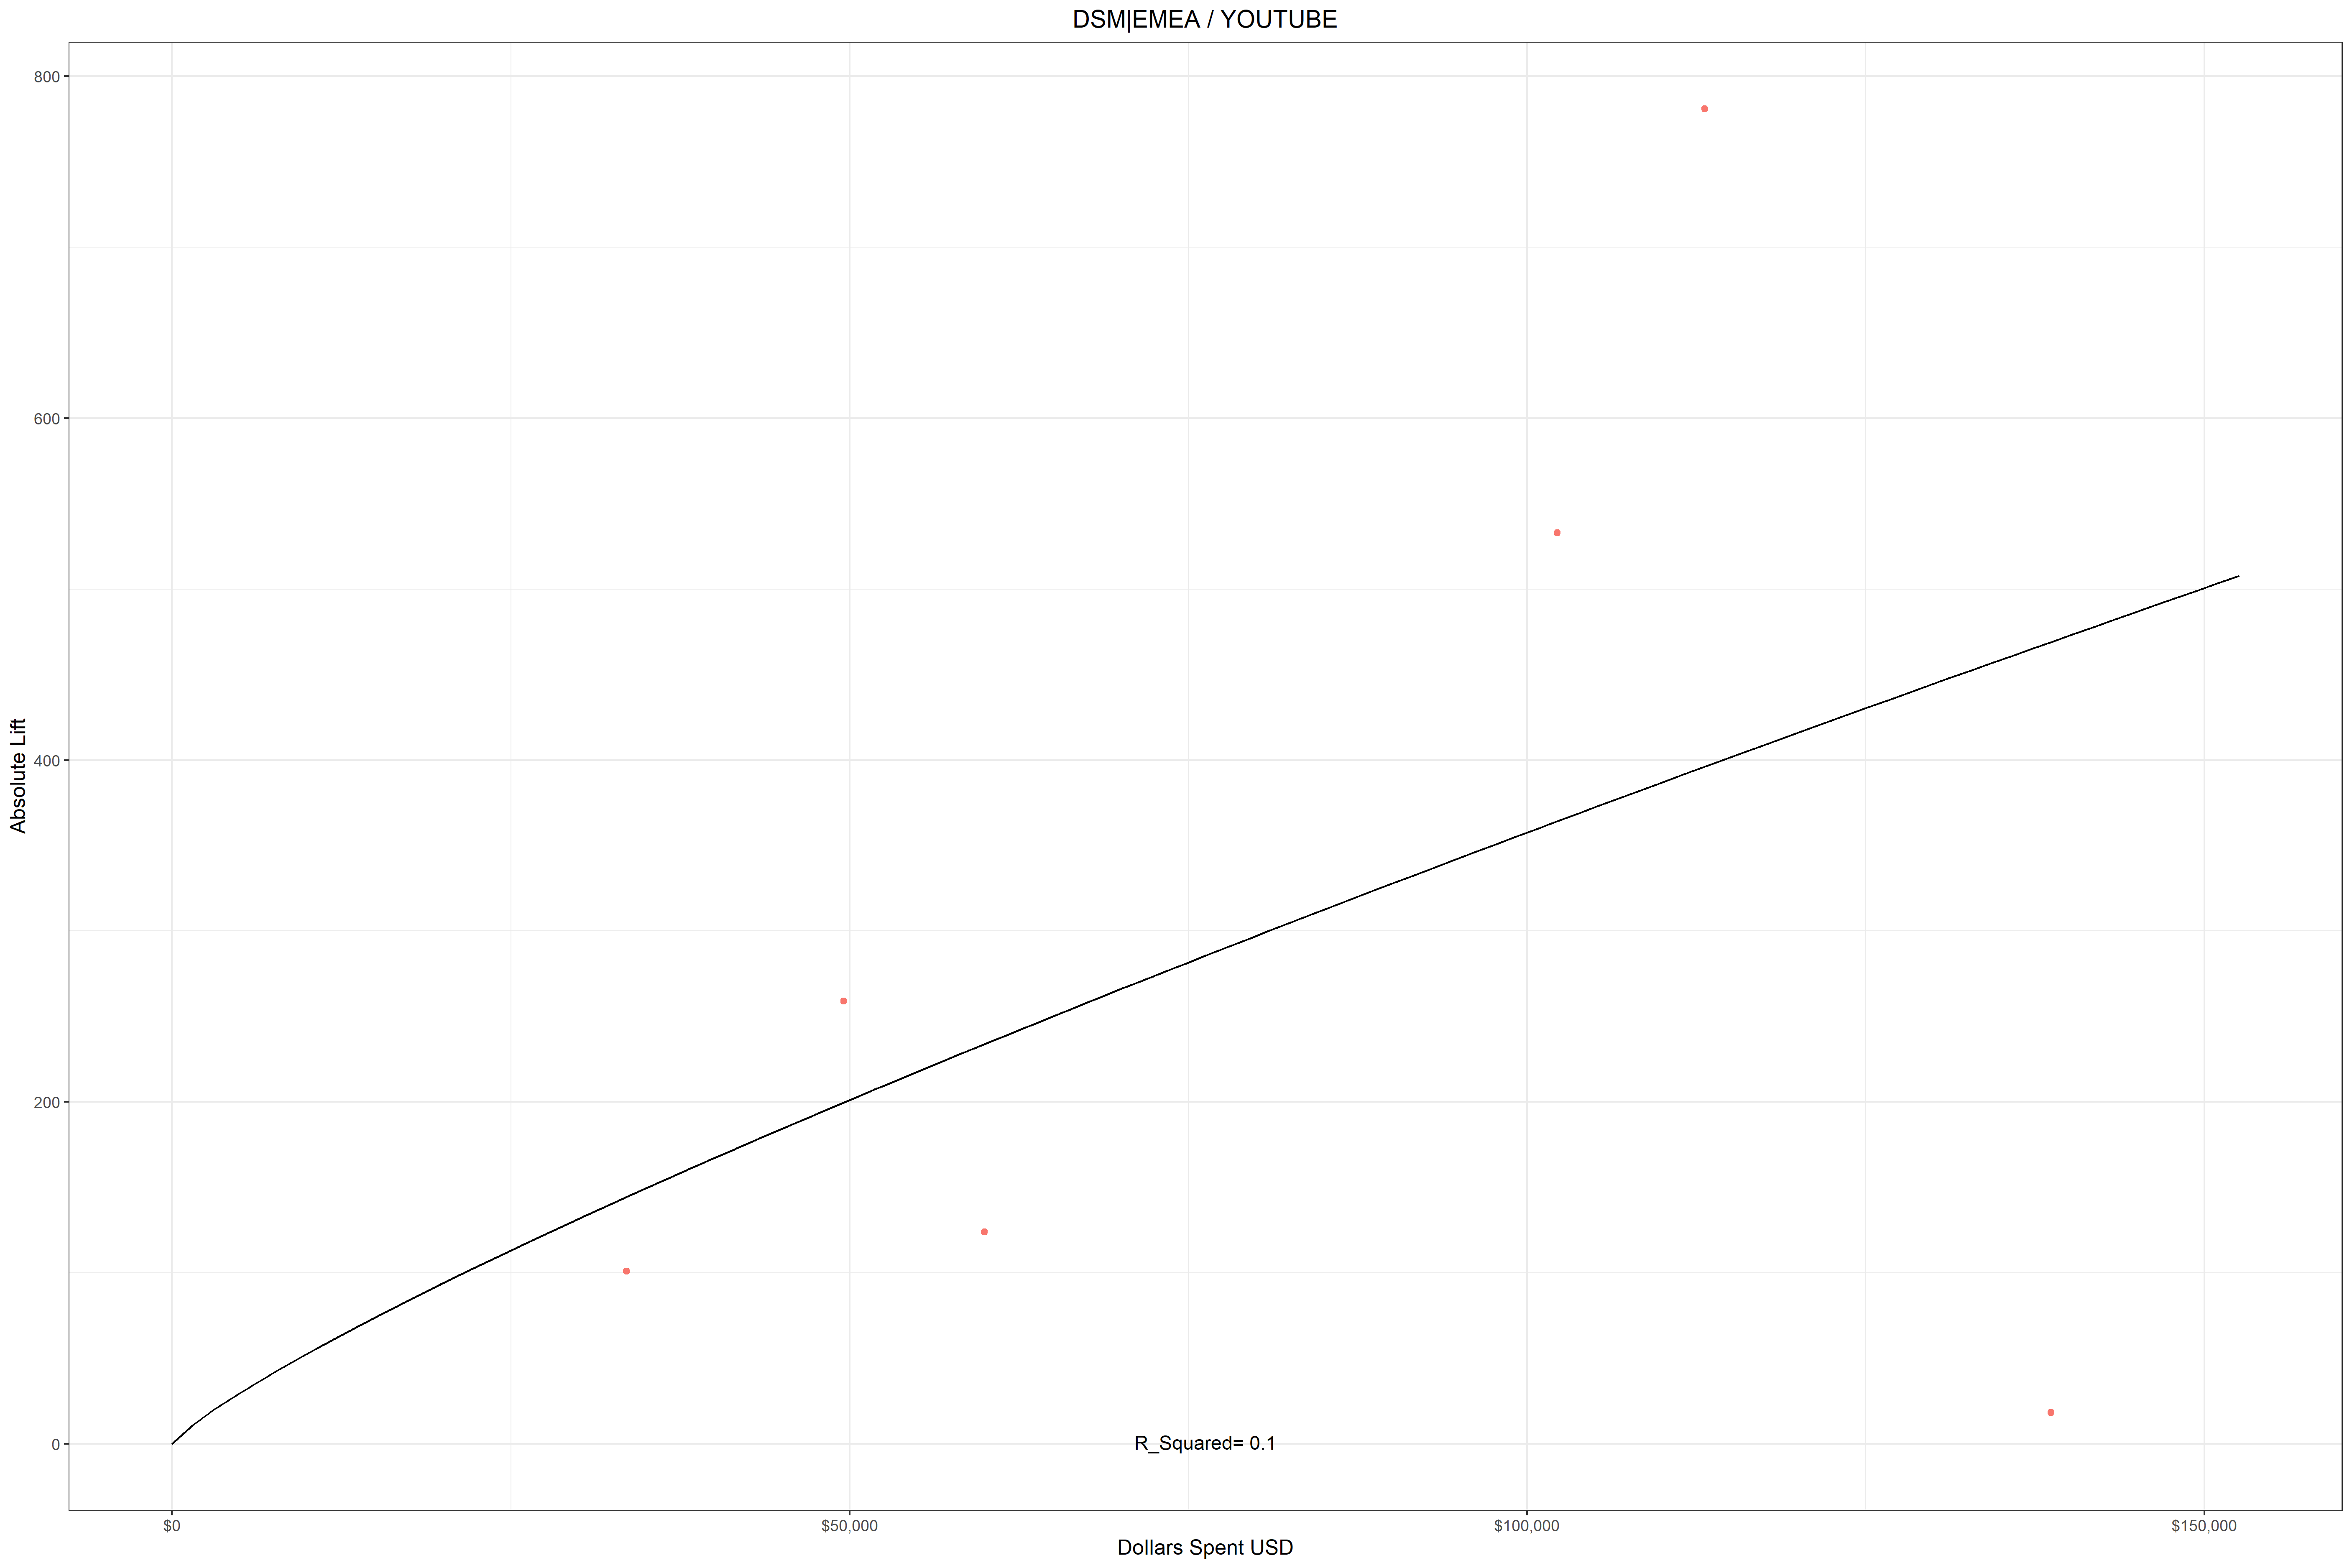 DSM|EMEA / YOUTUBE
800
600
400
200
0
Absolute Lift
R_Squared= 0.1
$0
$50,000
$100,000
$150,000
Dollars Spent USD